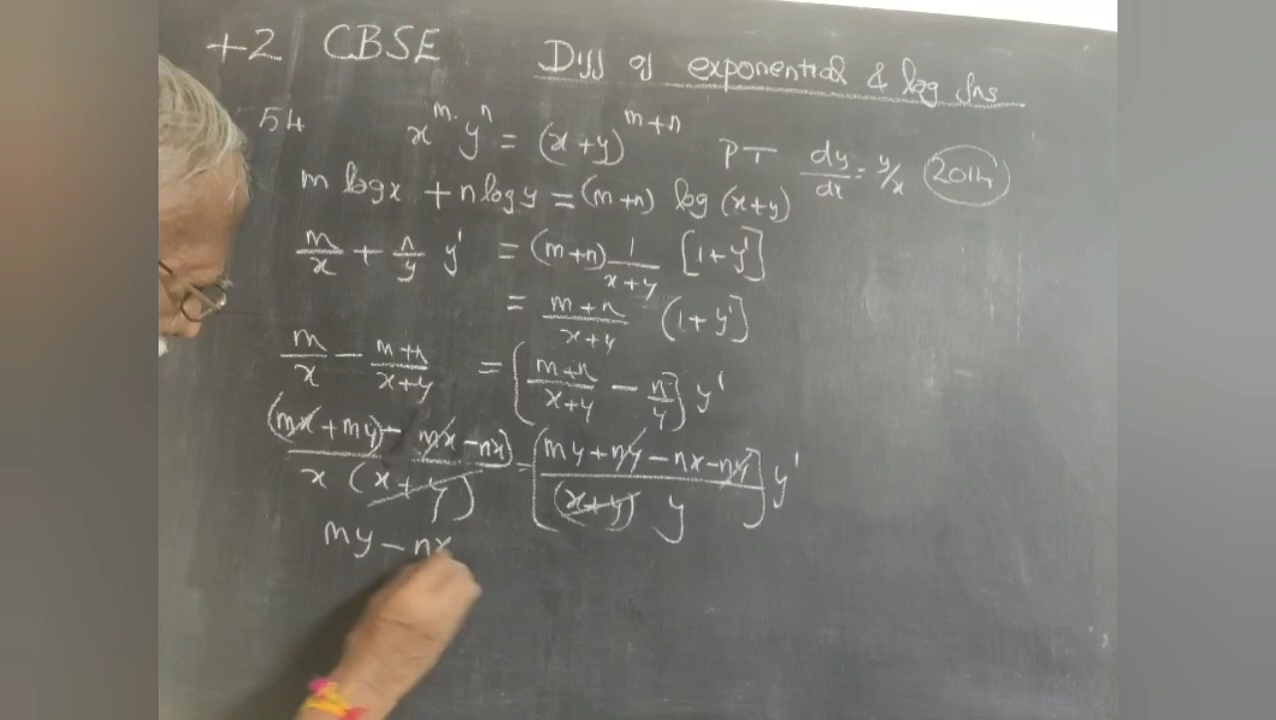 +2 CBSE Diff of exponential & log fns
54 x^m. y^n = (x+y)^{m+n} PT dy/dx = y/x 2014
m log x + n log y = (m+n) log (x+y)
m/x + n/y y' = (m+n) 1/x+y [1+y']
= m+n/x+y (1+y']
m/x - m+n/x+y = [m+n/x+y - n/y] y'
(mx+my) - mx - nx)/x(x+y) = [my+ny-nx-ny/(x+y) y] y'
my - nx